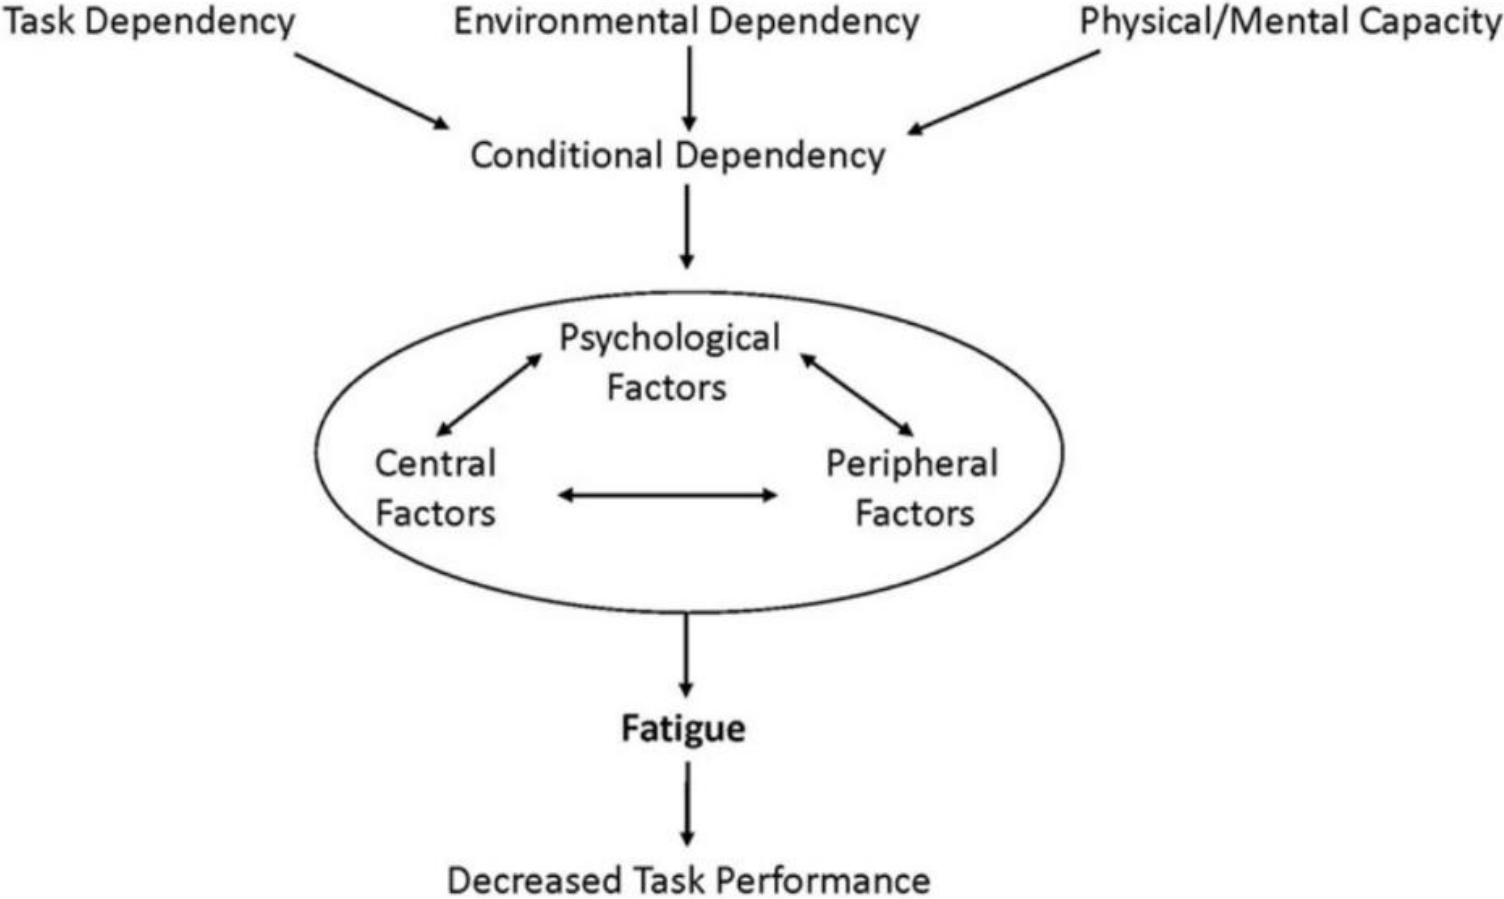 Task Dependency
Environmental Dependency
Physical/Mental Capacity
Conditional Dependency
Psychological
Factors
Central
Factors
Peripheral
Factors
Fatigue
Decreased Task Performance